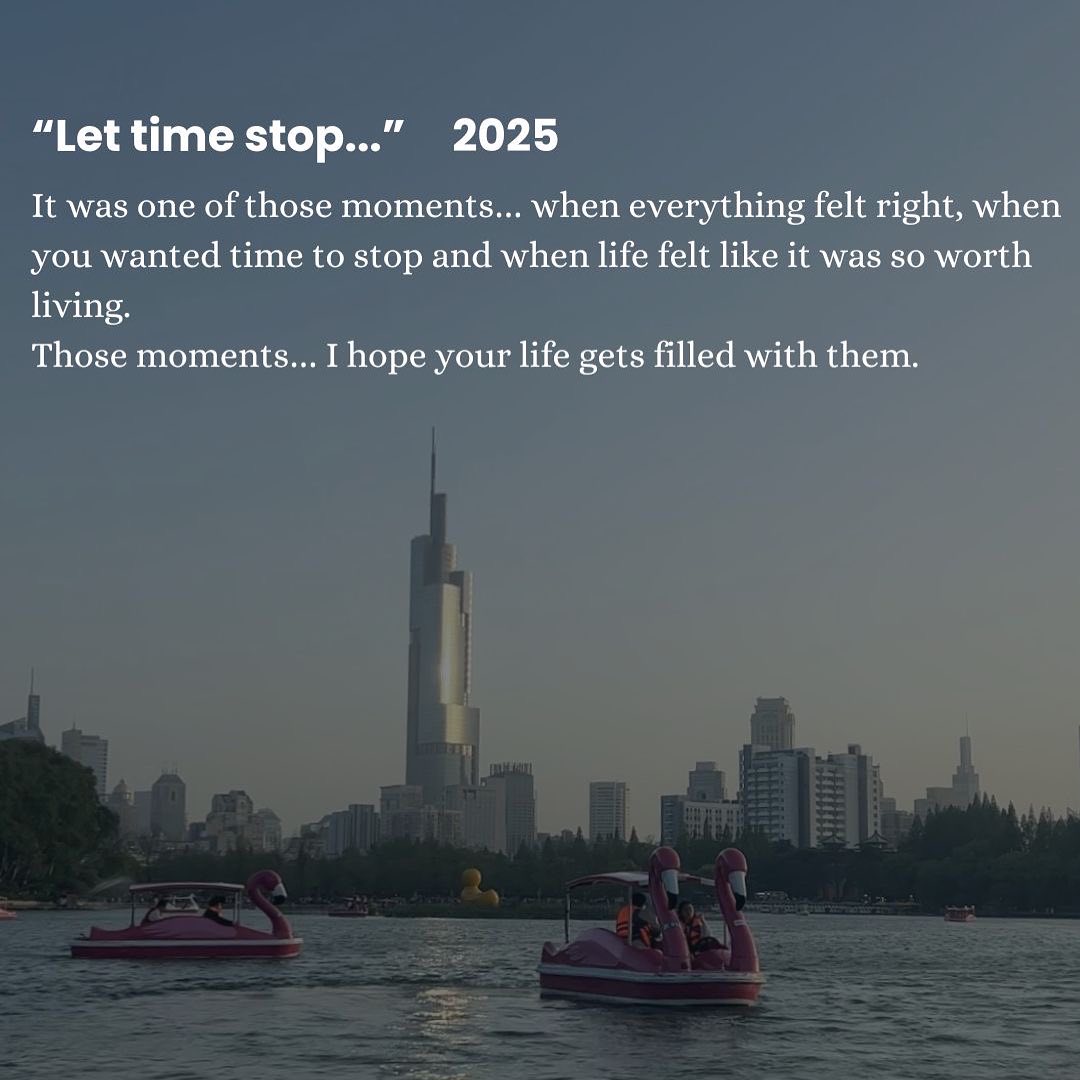 “Let time stop...” 2025
It was one of those moments... when everything felt right, when
you wanted time to stop and when life felt like it was so worth
living.
Those moments... I hope your life gets filled with them.